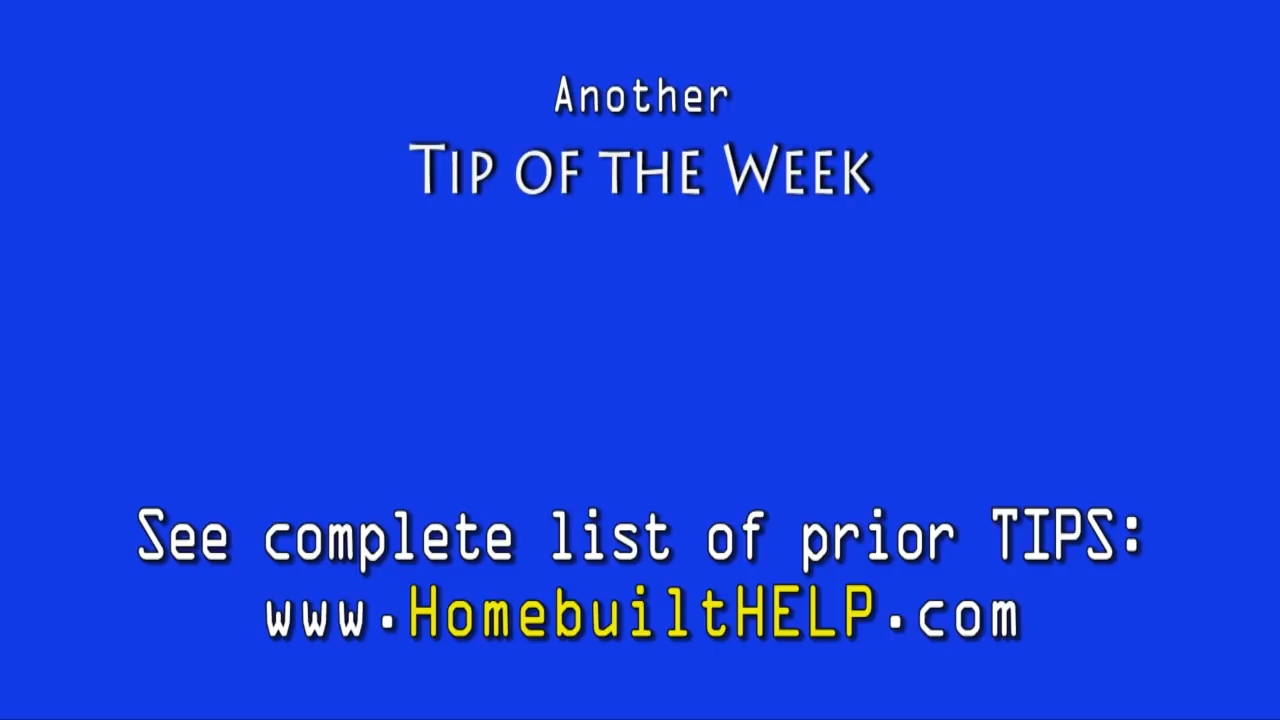 Another
Tip of the Week
See complete list of prior TIPS:
www.HomebuiltHELP.com